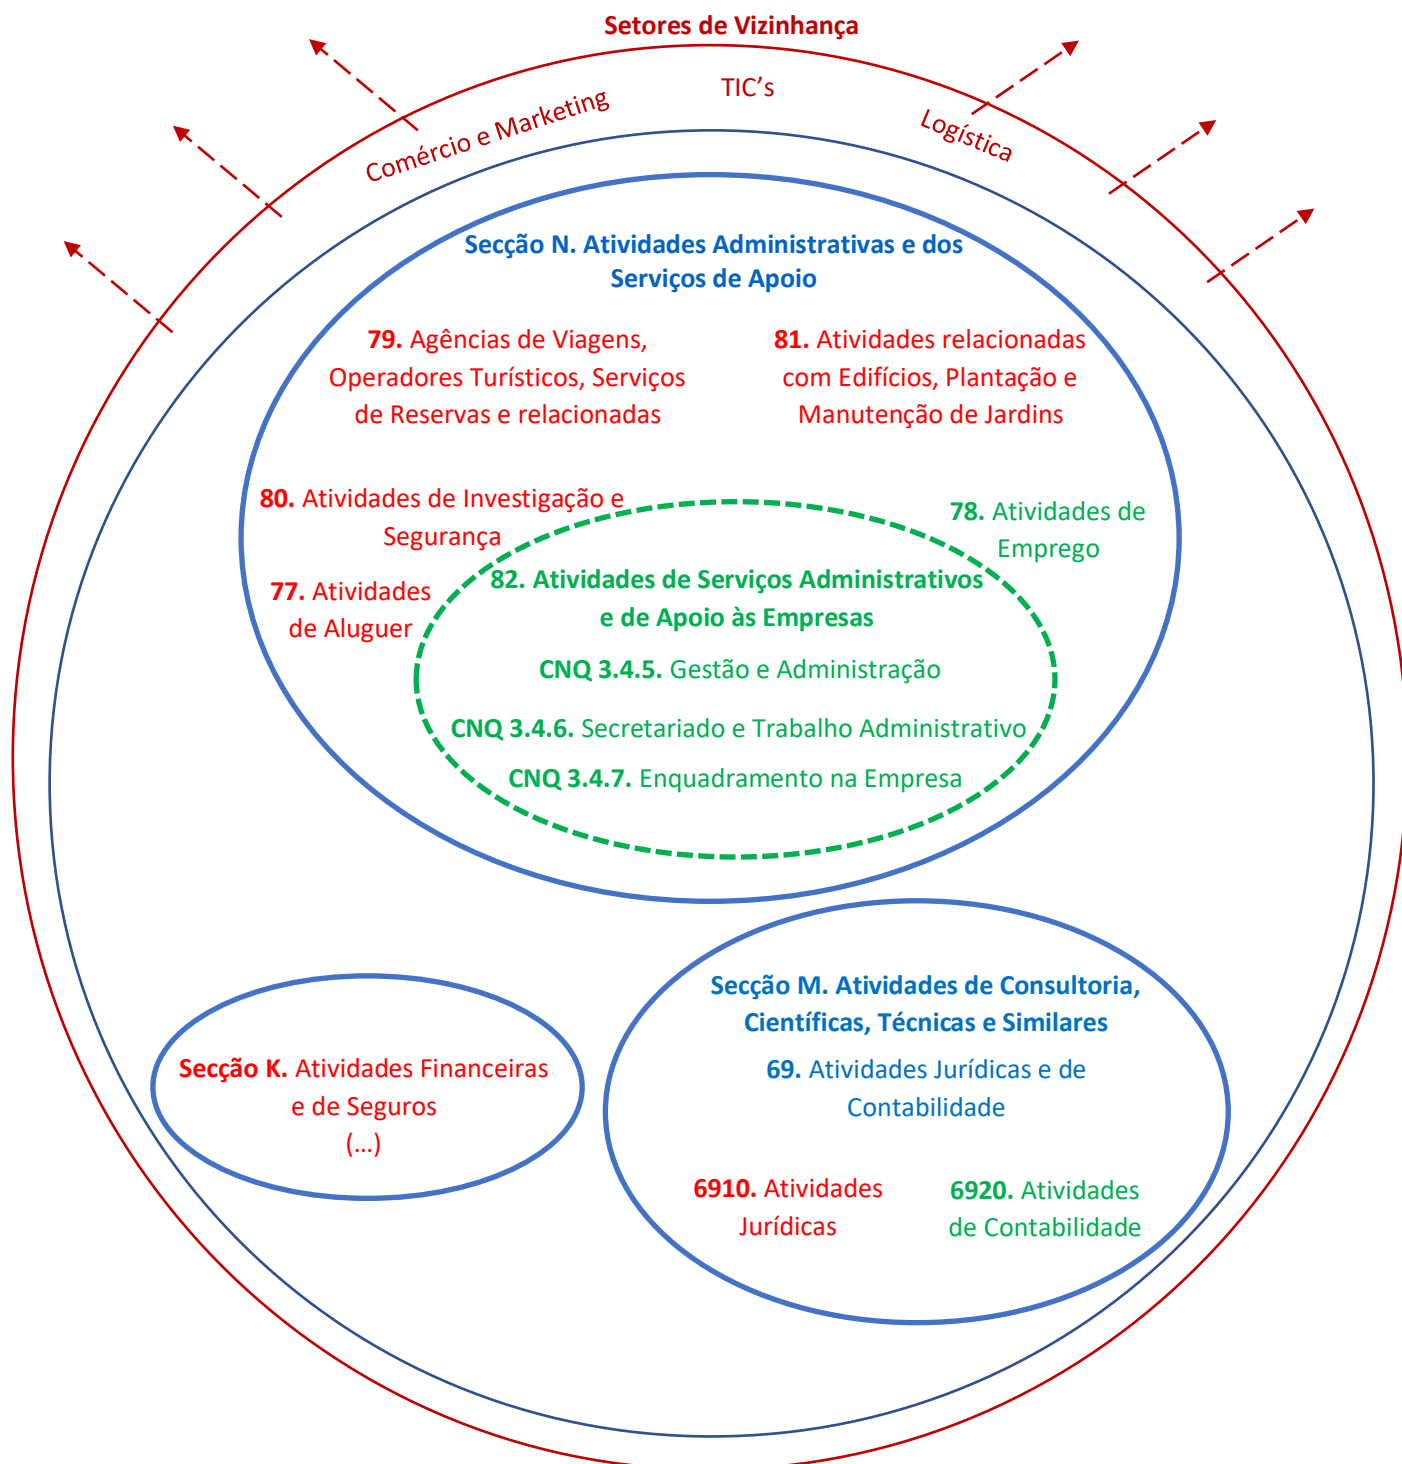 Setores de Vizinhança
TIC's
Comércio e Marketing
Logística
Secção N. Atividades Administrativas e dos
Serviços de Apoio
79. Agências de Viagens,
Operadores Turísticos, Serviços
de Reservas e relacionadas
81. Atividades relacionadas
com Edifícios, Plantação e
Manutenção de Jardins
80. Atividades de Investigação e
Segurança
78. Atividades de
Emprego
77. Atividades
de Aluguer
82. Atividades de Serviços Administrativos
e de Apoio às Empresas
CNQ 3.4.5. Gestão e Administração
CNQ 3.4.6. Secretariado e Trabalho Administrativo
CNQ 3.4.7. Enquadramento na Empresa
Secção K. Atividades Financeiras
e de Seguros
(...)
Secção M. Atividades de Consultoria,
Científicas, Técnicas e Similares
69. Atividades Jurídicas e de
Contabilidade
6910. Atividades
Jurídicas
6920. Atividades
de Contabilidade